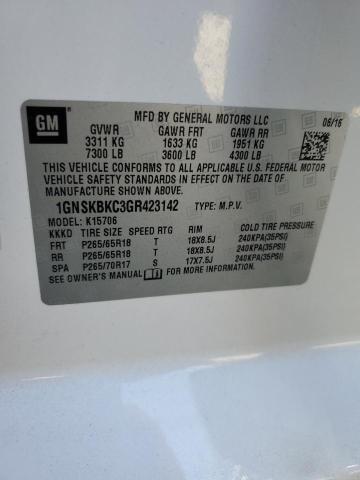 GM
MFD BY GENERAL MOTORS LLC 06/16
GVWR GAWR FRT GAWR RR
3311 KG 1633 KG 1951 KG
7300 LB 3600 LB 4300 LB
THIS VEHICLE CONFORMS TO ALL APPLICABLE U.S. FEDERAL MOTOR
VEHICLE SAFETY AND THEFT PREVENTION STANDARDS IN EFFECT ON
THE DATE OF MANUFACTURE SHOWN ABOVE.
1GNSKBKC3GR423142 TYPE: M.P.V.
MODEL: K15706
KKKD TIRE SIZE SPEED RTG RIM COLD TIRE PRESSURE
FRT P265/65R18 T 18X8.5J 240KPA(35PSI)
RR P265/65R18 T 18X8.5J 240KPA(35PSI)
SPA P265/70R17 S 17X7.5J 240KPA(35PSI)
SEE OWNER'S MANUAL